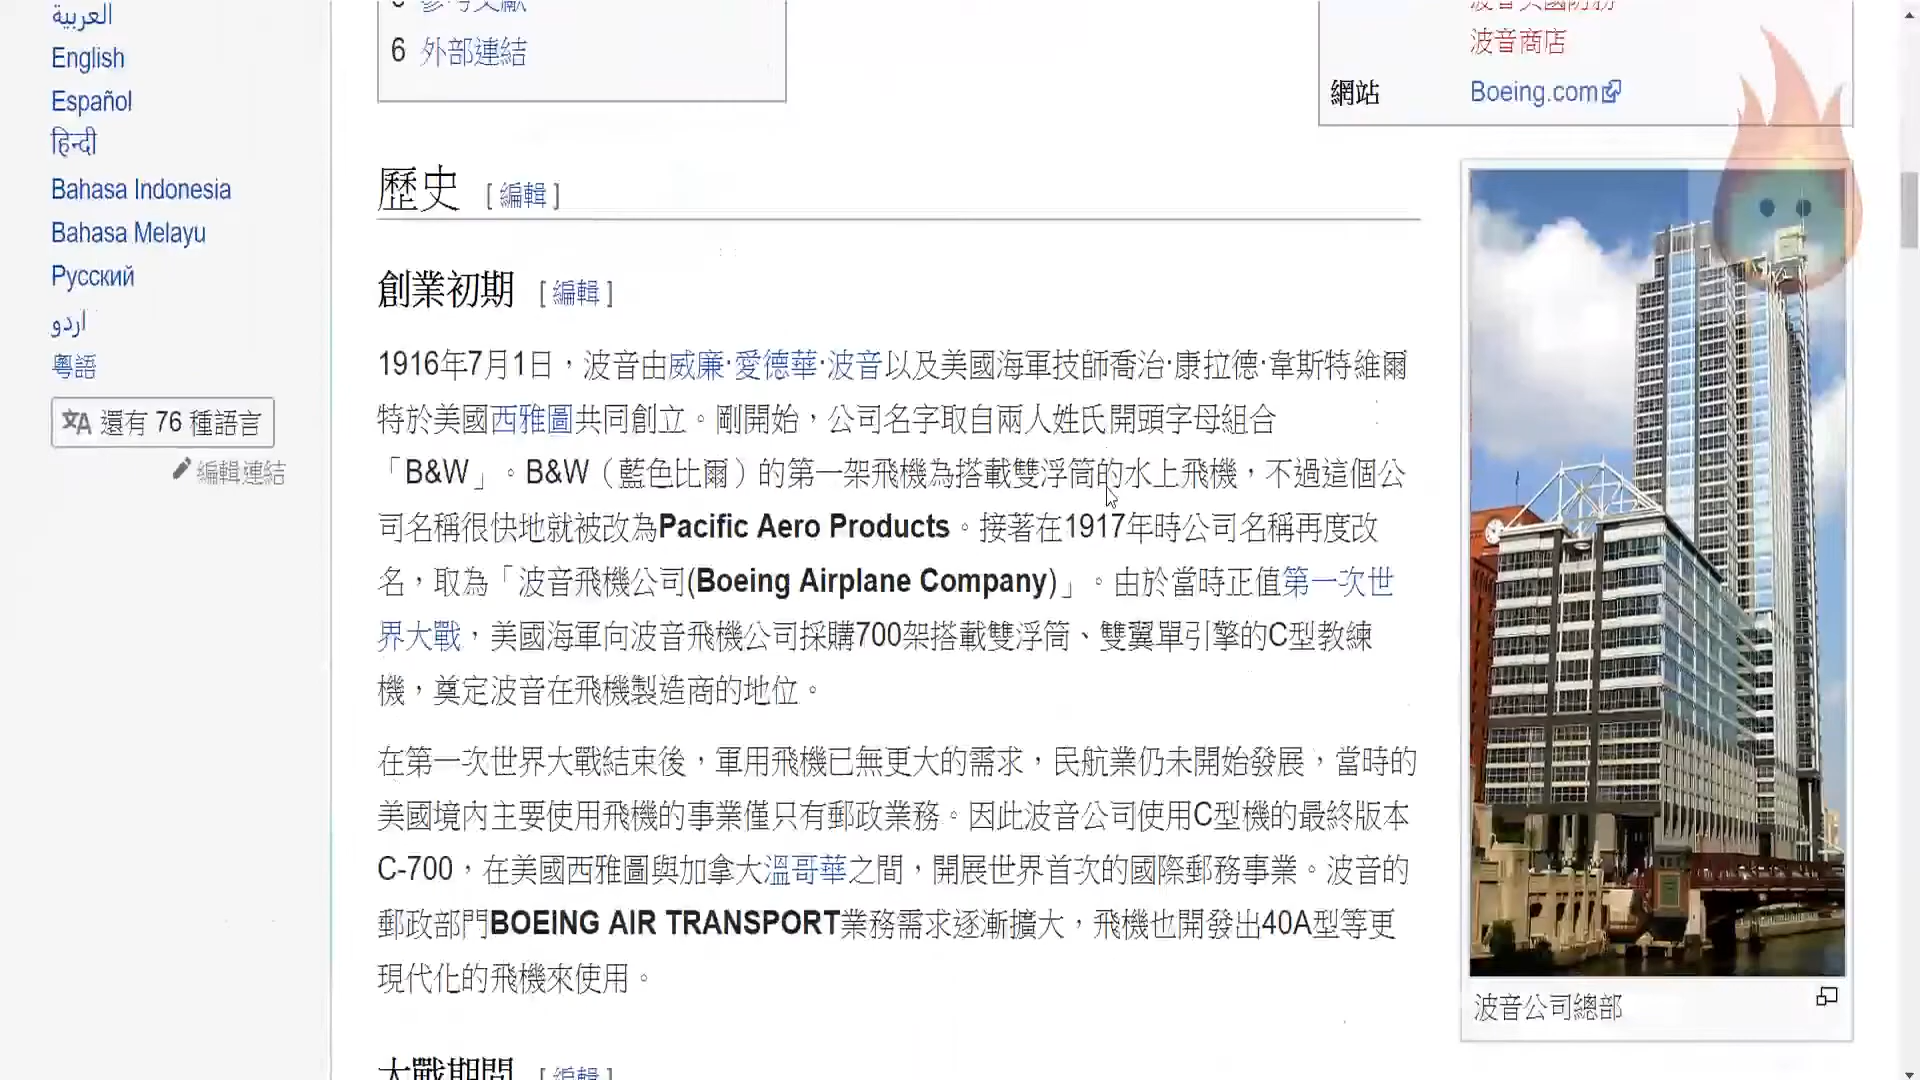 العربية
English
Español
हिन्दी
Bahasa Indonesia
Bahasa Melayu
Русский
اردو
粵語
還有 76 種語言
編輯連結
6 外部連結
波音商店
網站 Boeing.com
歷史 [編輯]
創業初期 [編輯]
1916年7月1日，波音由威廉·愛德華·波音以及美國海軍技師喬治·康拉德·韋斯特維爾
特於美國西雅圖共同創立。剛開始，公司名字取自兩人姓氏開頭字母組合
「B&W」。B&W（藍色比爾）的第一架飛機為搭載雙浮筒的水上飛機，不過這個公
司名稱很快地就被改為Pacific Aero Products。接著在1917年時公司名稱再度改
名，取為「波音飛機公司(Boeing Airplane Company)」。由於當時正值第一次世
界大戰，美國海軍向波音飛機公司採購700架搭載雙浮筒、雙翼單引擎的C型教練
機，奠定波音在飛機製造商的地位。
在第一次世界大戰結束後，軍用飛機已無更大的需求，民航業仍未開始發展，當時的
美國境內主要使用飛機的事業僅只有郵政業務。因此波音公司使用C型機的最終版本
C-700，在美國西雅圖與加拿大溫哥華之間，開展世界首次的國際郵務事業。波音的
郵政部門BOEING AIR TRANSPORT業務需求逐漸擴大，飛機也開發出40A型等更
現代化的飛機來使用。
波音公司總部
大戰期間 [編輯]